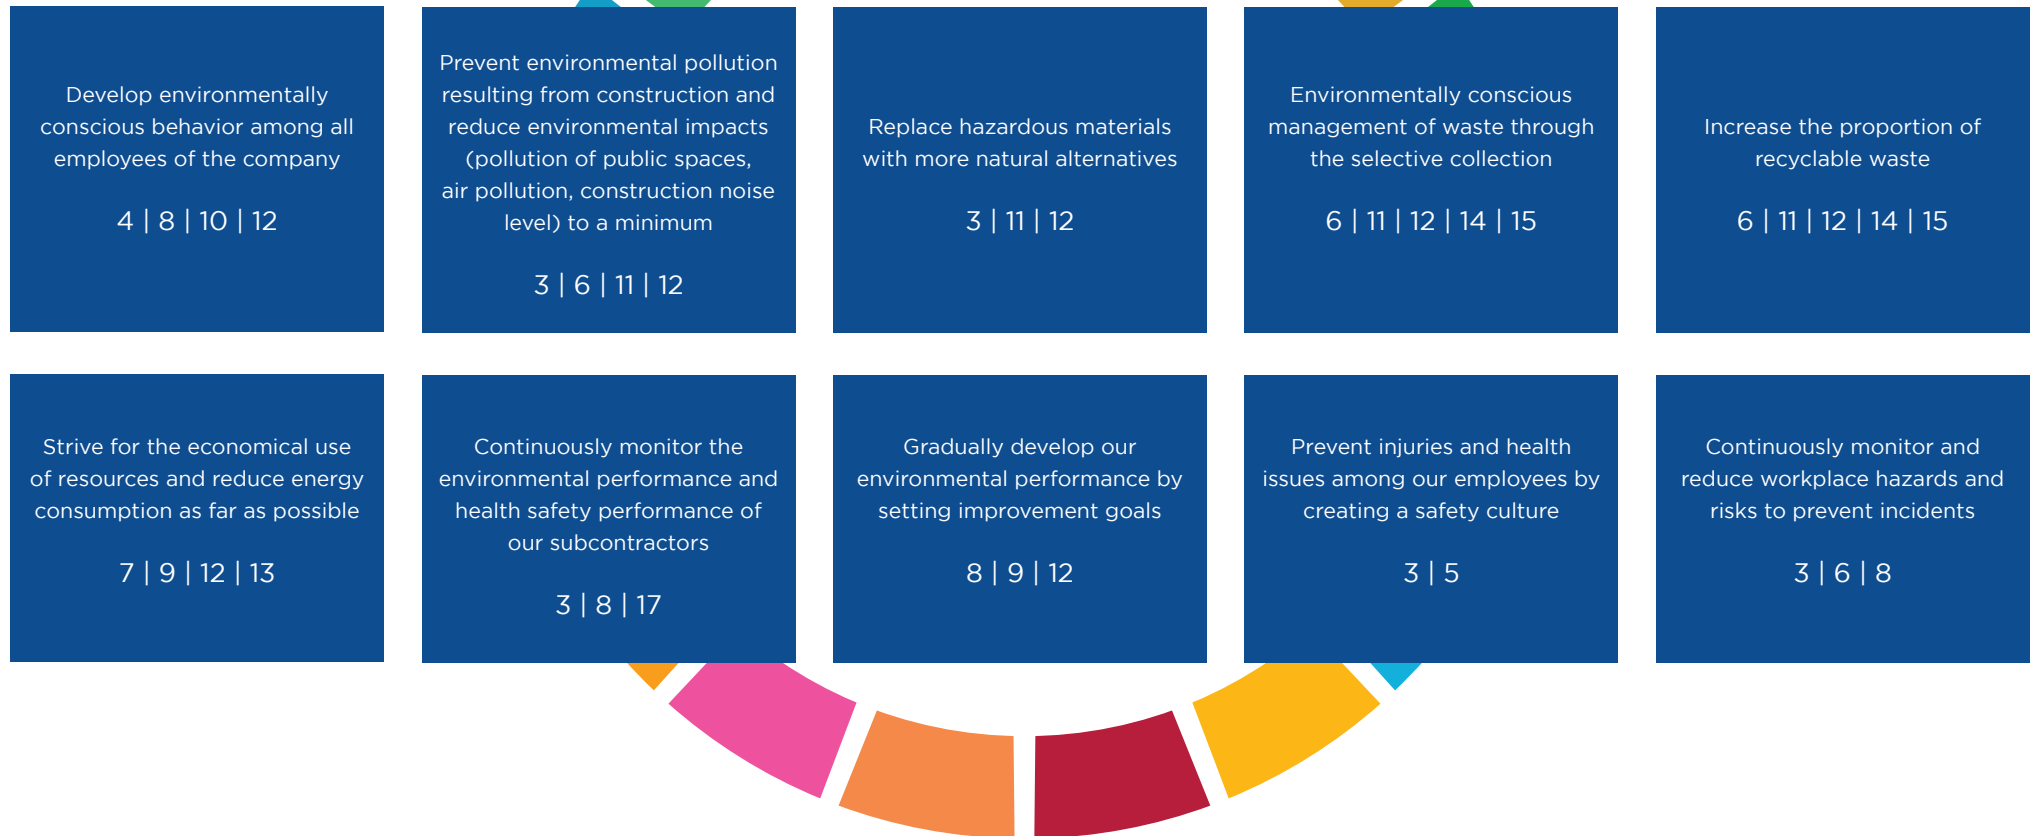 Develop environmentally
conscious behavior among all
employees of the company
4 | 8 | 10 | 12
Prevent environmental pollution
resulting from construction and
reduce environmental impacts
(pollution of public spaces,
air pollution, construction noise
level) to a minimum
3 | 6 | 11 | 12
Replace hazardous materials
with more natural alternatives
3 | 11 | 12
Environmentally conscious
management of waste through
the selective collection
6 | 11 | 12 | 14 | 15
Increase the proportion of
recyclable waste
6 | 11 | 12 | 14 | 15
Strive for the economical use
of resources and reduce energy
consumption as far as possible
7 | 9 | 12 | 13
Continuously monitor the
environmental performance and
health safety performance of
our subcontractors
3 | 8 | 17
Gradually develop our
environmental performance by
setting improvement goals
8 | 9 | 12
Prevent injuries and health
issues among our employees by
creating a safety culture
3 | 5
Continuously monitor and
reduce workplace hazards and
risks to prevent incidents
3 | 6 | 8